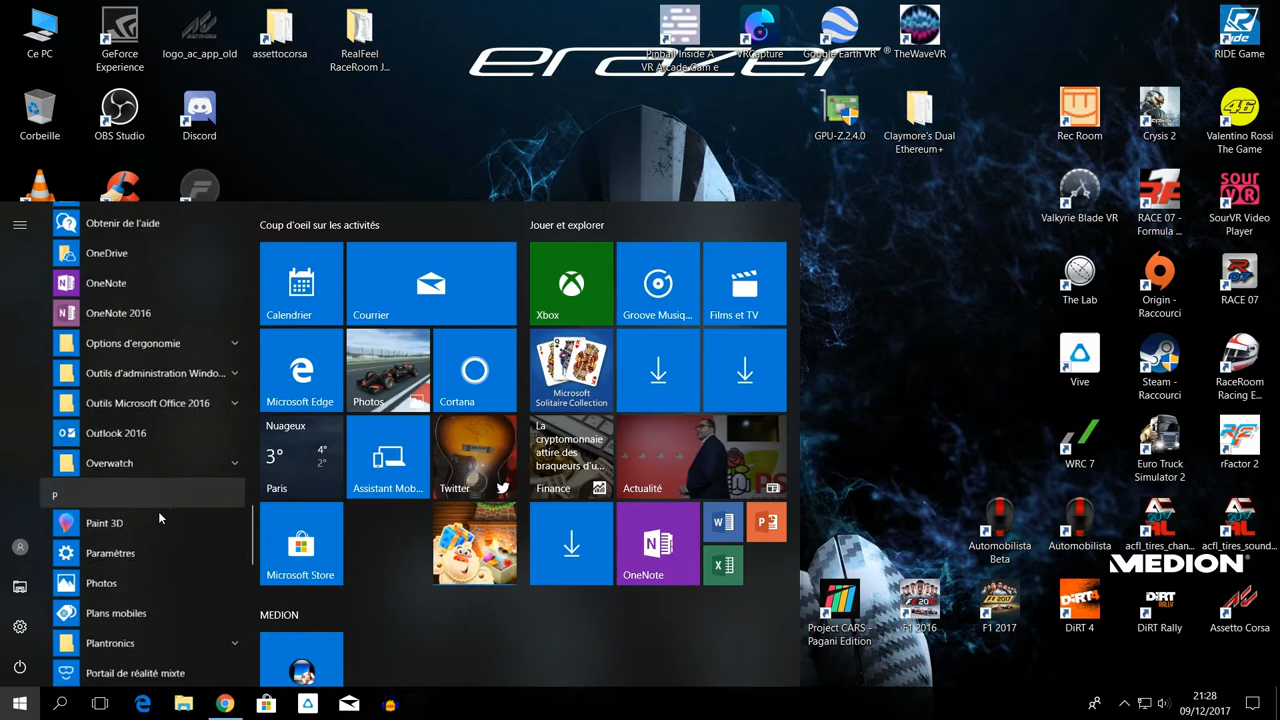 Ce PC
GeForce
Experience
logo_ac_app_old
assettocorsa
RealFeel
RaceRoom J...
Pinball Inside A
VR Arcade Gam e
VRCapture
Google Earth VR
TheWaveVR
RIDE Game
erazer
Corbeille
OBS Studio
Discord
GPU-Z.2.4.0
Claymore's Dual
Ethereum+
Rec Room
Crysis 2
Valentino Rossi
The Game
Valkyrie Blade VR
RACE 07 -
Formula ...
SourVR Video
Player
The Lab
Origin -
Raccourci
RACE 07
Vive
Steam -
Raccourci
RaceRoom
Racing E...
WRC 7
Euro Truck
Simulator 2
rFactor 2
Automobilista
Beta
Automobilista
acfl_tires_chan...
acfl_tires_sound...
MEDION
Project CARS -
Pagani Edition
F1 2016
F1 2017
DiRT 4
DiRT Rally
Assetto Corsa
Obtenir de l'aide
OneDrive
OneNote
OneNote 2016
Options d'ergonomie
Outils d'administration Windo...
Outils Microsoft Office 2016
Outlook 2016
Overwatch
P
Paint 3D
Paramètres
Photos
Plans mobiles
Plantronics
Portail de réalité mixte
Coup d'oeil sur les activités
Calendrier
Courrier
Microsoft Edge
Photos
Cortana
Nuageux
3°
4°
2°
Paris
Assistant Mob...
Twitter
Microsoft Store
MEDION
Jouer et explorer
Xbox
Groove Musiq...
Films et TV
Microsoft
Solitaire Collection
La
cryptomonnaie
attire des
braqueurs d'u...
Finance
Actualité
OneNote
21:28
09/12/2017